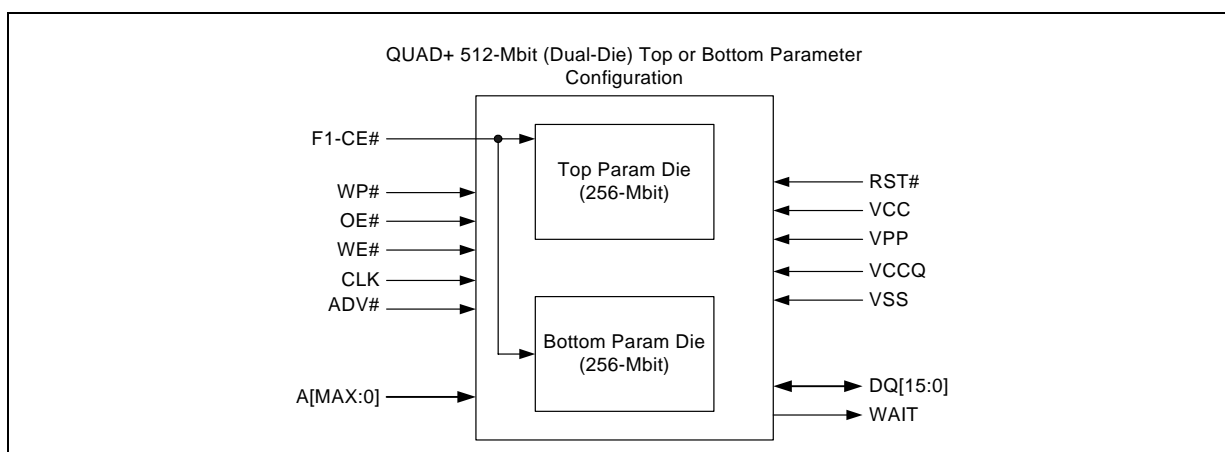 QUAD+ 512-Mbit (Dual-Die) Top or Bottom Parameter
Configuration
F1-CE#
WP#
OE#
WE#
CLK
ADV#
A[MAX:0]
Top Param Die
(256-Mbit)
Bottom Param Die
(256-Mbit)
RST#
VCC
VPP
VCCQ
VSS
DQ[15:0]
WAIT